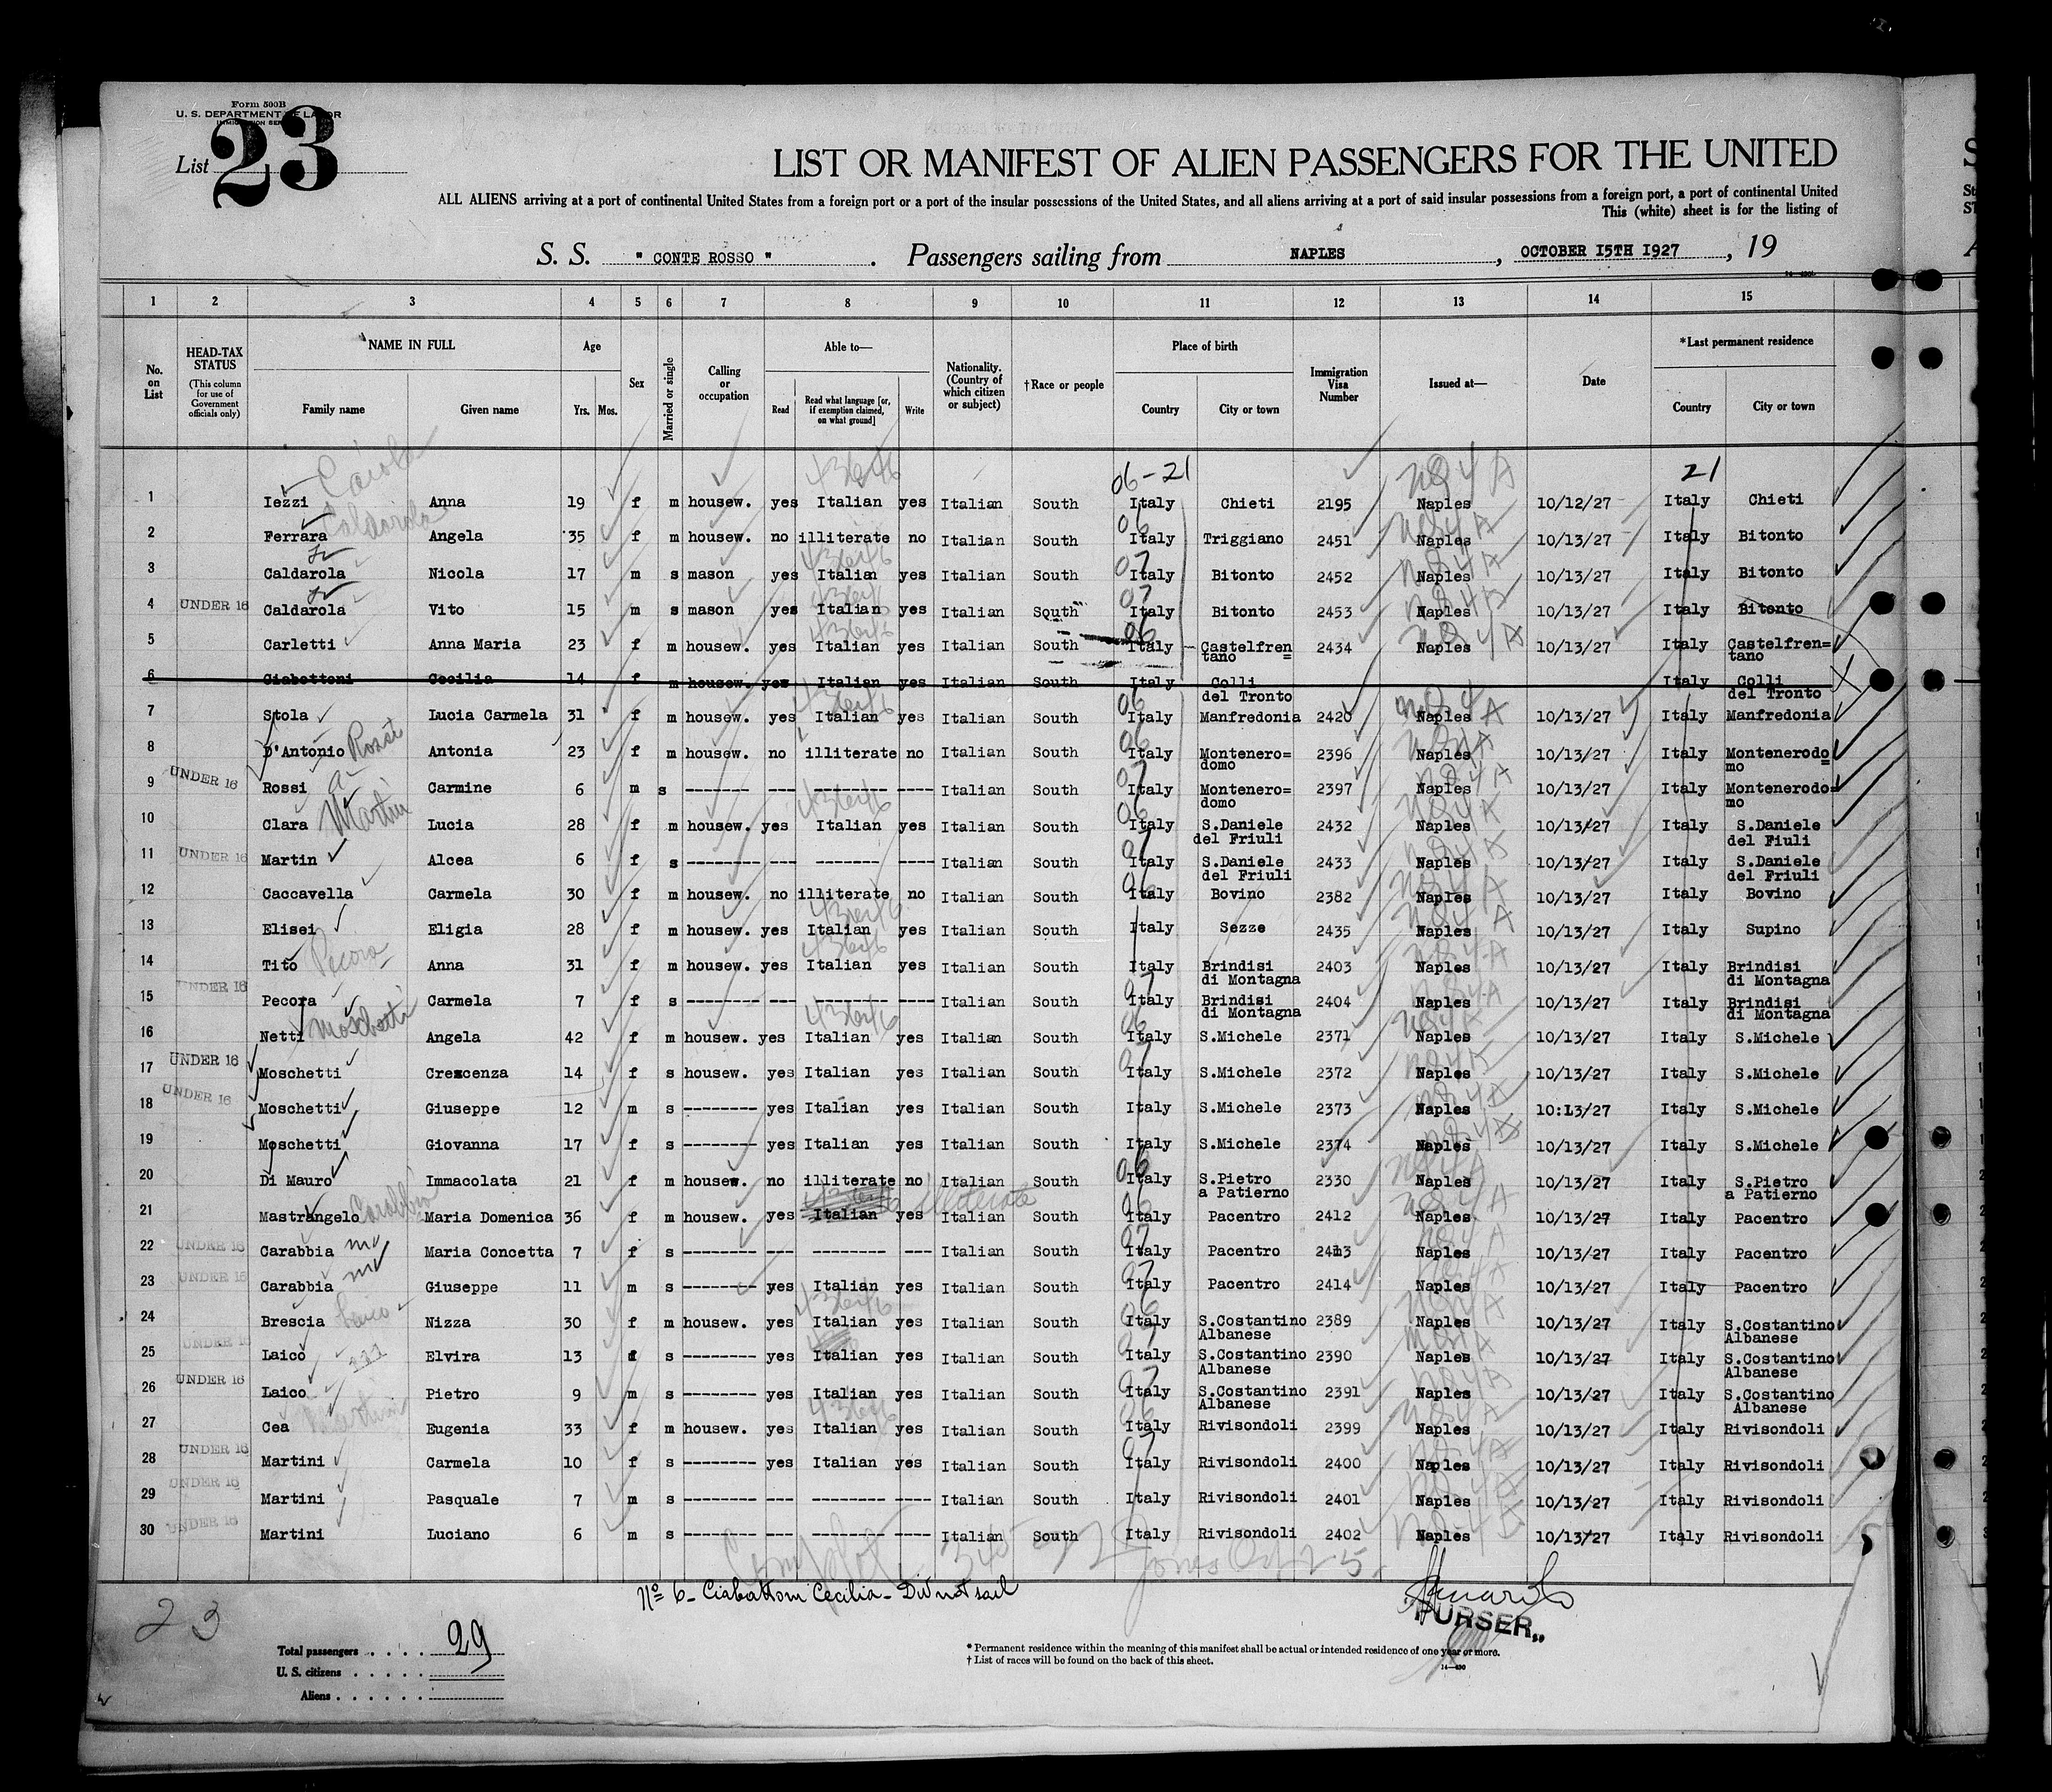 Form 500B
U. S. DEPARTMENT OF LABOR
IMMIGRATION SERVICE
List 23
LIST OR MANIFEST OF ALIEN PASSENGERS FOR THE UNITED
ALL ALIENS arriving at a port of continental United States from a foreign port or a port of the insular possessions of the United States, and all aliens arriving at a port of said insular possessions from a foreign port, a port of continental United
This (white) sheet is for the listing of
S. S. " CONTE ROSSO " . Passengers sailing from NAPLES , OCTOBER 15TH 1927 , 19
1 2 3 4 5 6 7 8 9 10 11 12 13 14 15
No. on List HEAD-TAX STATUS (This column for use of Government officials only) NAME IN FULL Family name Given name Age Yrs. Mos. Sex Married or single Calling or occupation Able to— Read Read what language [or, if exemption claimed, on what ground] Write Nationality. (Country of which citizen or subject) †Race or people Place of birth Country City or town Immigration Visa Number Issued at— Date *Last permanent residence Country City or town
06-21 21
1 Iezzi Anna 19 f m housew. yes Italian yes Italian South Italy Chieti 2195 Naples 10/12/27 Italy Chieti
Caldarola
2 Ferrara Angela 35 f m housew. no illiterate no Italian South Italy Triggiano 2451 Naples 10/13/27 Italy Bitonto
3 Caldarola Nicola 17 m s mason yes Italian yes Italian South Italy Bitonto 2452 Naples 10/13/27 Italy Bitonto
4 UNDER 16 Caldarola Vito 15 m s mason yes Italian yes Italian South Italy Bitonto 2453 Naples 10/13/27 Italy Bitonto
5 Carletti Anna Maria 23 f m housew. yes Italian yes Italian South Italy Castelfren= tano 2434 Naples 10/13/27 Italy Castelfren= tano
6 Ciabottoni Cecilia 14 f m housew. yes Italian yes Italian South Italy Colli del Tronto Italy Colli del Tronto
7 Stola Lucia Carmela 31 f m housew. yes Italian yes Italian South Italy Manfredonia 2420 Naples 10/13/27 Italy Manfredonia
8 D'Antonio Rossi Antonia 23 f m housew. no illiterate no Italian South Italy Montenero= domo 2396 Naples 10/13/27 Italy Montenerodo= mo
9 UNDER 16 Rossi Carmine 6 m s -------- --- -------- ---- Italian South Italy Montenero= domo 2397 Naples 10/13/27 Italy Montenerodo= mo
10 Clara Martin Lucia 28 f m housew. yes Italian yes Italian South Italy S.Daniele del Friuli 2432 Naples 10/13/27 Italy S.Daniele del Fiuli
11 UNDER 16 Martin Alcea 6 f s --------- --- ------- ---- Italian South Italy S.Daniele del Friuli 2433 Naples 10/13/27 Italy S.Daniele del Friuli
12 Caccavella Carmela 30 f m housew. no illiterate no Italian South Italy Bovino 2382 Naples 10/13/27 Italy Bovino
13 Elisei Eligia 28 f m housew. yes Italian yes Italian South Italy Sezze 2435 Naples 10/13/27 Italy Supino
14 Tito Pecora Anna 31 f m housew. yes Italian yes Italian South Italy Brindisi di Montagna 2403 Naples 10/13/27 Italy Brindisi di Montagna
15 UNDER 16 Pecora Carmela 7 f s --------- --- -------- ---- Italian South Italy Brindisi di Montagna 2404 Naples 10/13/27 Italy Brindisi di Montagna
16 Netti Moschetti Angela 42 f m housew. yes Italian yes Italian South Italy S.Michele 2371 Naples 10/13/27 Italy S.Michele
17 UNDER 16 Moschetti Crescenza 14 f s housew. yes Italian yes Italian South Italy S.Michele 2372 Naples 10/13/27 Italy S.Michele
18 UNDER 16 Moschetti Giuseppe 12 m s --------- yes Italian yes Italian South Italy S.Michele 2373 Naples 10:13/27 Italy S.Michele
19 Moschetti Giovanna 17 f s --------- yes Italian yes Italian South Italy S.Michele 2374 Naples 10/13/27 Italy S.Michele
20 Di Mauro Immacolata 21 f m housew. no illiterate no Italian South Italy S.Pietro a Patierno 2330 Naples 10/13/27 Italy S.Pietro a Patierno
21 Mastrangelo Carabbia Maria Domenica 36 f m housew. yes Italian illiterate yes Italian South Italy Pacentro 2412 Naples 10/13/27 Italy Pacentro
22 UNDER 16 Carabbia Maria Concetta 7 f s --------- --- -------- --- Italian South Italy Pacentro 2413 Naples 10/13/27 Italy Pacentro
23 UNDER 16 Carabbia Giuseppe 11 m s --------- yes Italian yes Italian South Italy Pacentro 2414 Naples 10/13/27 Italy Pacentro
24 Brescia Laico Nizza 30 f m housew. yes Italian yes Italian South Italy S.Costantino Albanese 2389 Naples 10/13/27 Italy S.Costantino Albanese
25 UNDER 16 Laico Elvira 13 f s --------- yes Italian yes Italian South Italy S.Costantino Albanese 2390 Naples 10/13/27 Italy S.Costantino Albanese
26 UNDER 16 Laico Pietro 9 m s --------- yes Italian yes Italian South Italy S.Costantino Albanese 2391 Naples 10/13/27 Italy S.Costantino Albanese
27 Cea Martini Eugenia 33 f m housew. yes Italian yes Italian South Italy Rivisondoli 2399 Naples 10/13/27 Italy Rivisondoli
28 UNDER 16 Martini Carmela 10 f s --------- yes Italian yes Italian South Italy Rivisondoli 2400 Naples 10/13/27 Italy Rivisondoli
29 UNDER 16 Martini Pasquale 7 m s --------- --- -------- ---- Italian South Italy Rivisondoli 2401 Naples 10/13/27 Italy Rivisondoli
30 UNDER 16 Martini Luciano 6 m s --------- --- -------- ---- Italian South Italy Rivisondoli 2402 Naples 10/13/27 Italy Rivisondoli
No 6 - Ciabattoni Cecilia - Did not sail
23
"PURSER"
Total passengers . . . . 29
U. S. citizens . . . . .
Aliens . . . . . .
* Permanent residence within the meaning of this manifest shall be actual or intended residence of one year or more.
† List of races will be found on the back of this sheet.
14—430